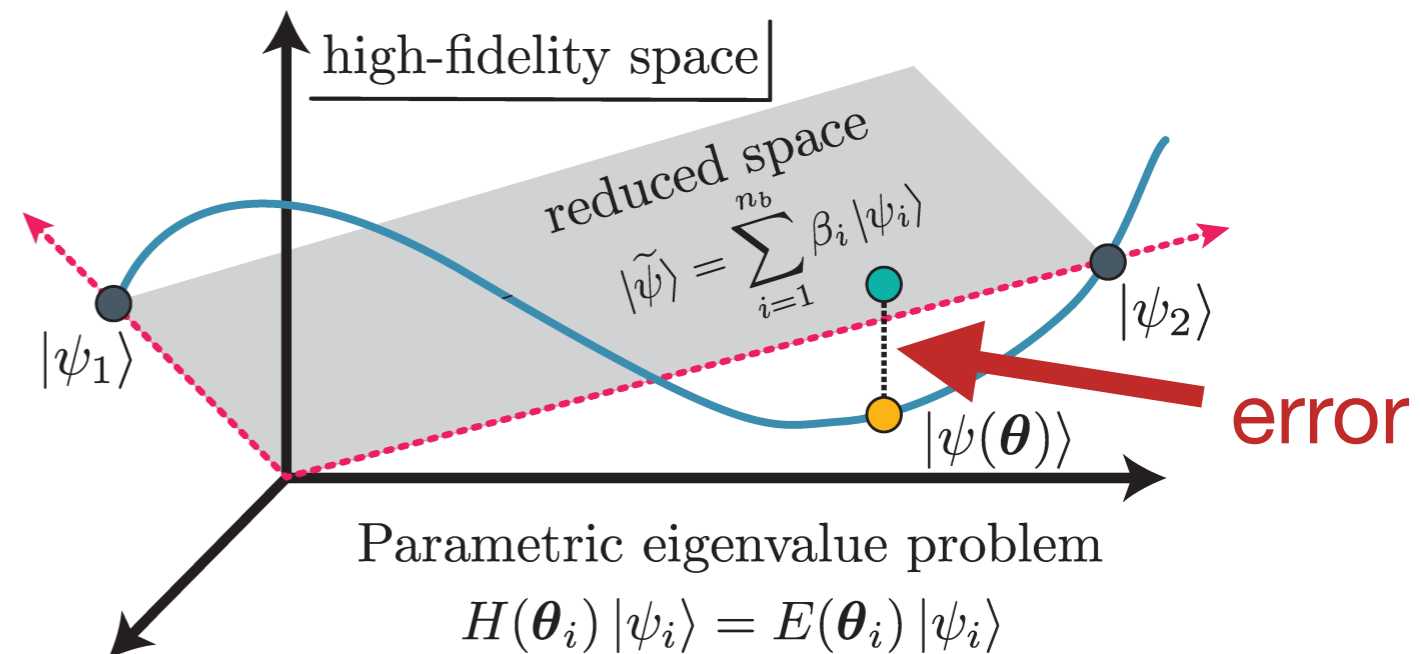 high-fidelity space
reduced space
|ψ̃⟩ = ∑_{i=1}^{n_b} β_i |ψ_i⟩
|ψ_1⟩
|ψ_2⟩
|ψ(θ)⟩
error
Parametric eigenvalue problem
H(θ_i) |ψ_i⟩ = E(θ_i) |ψ_i⟩